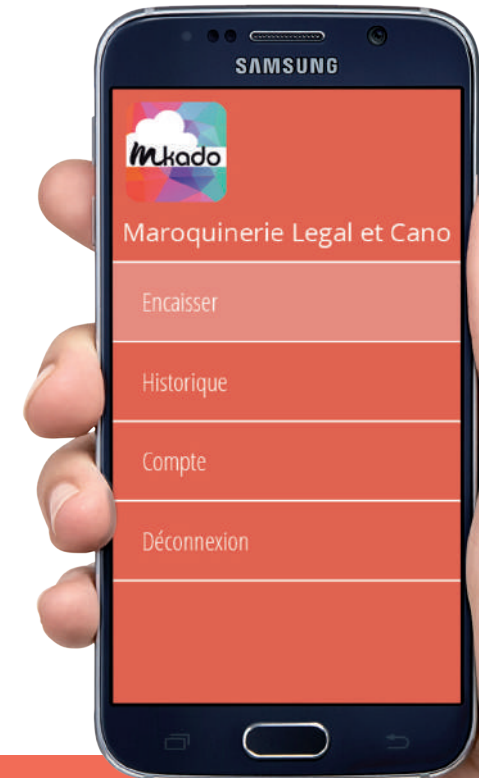 SAMSUNG
Mkado
Maroquinerie Legal et Cano
Encaisser
Historique
Compte
Déconnexion